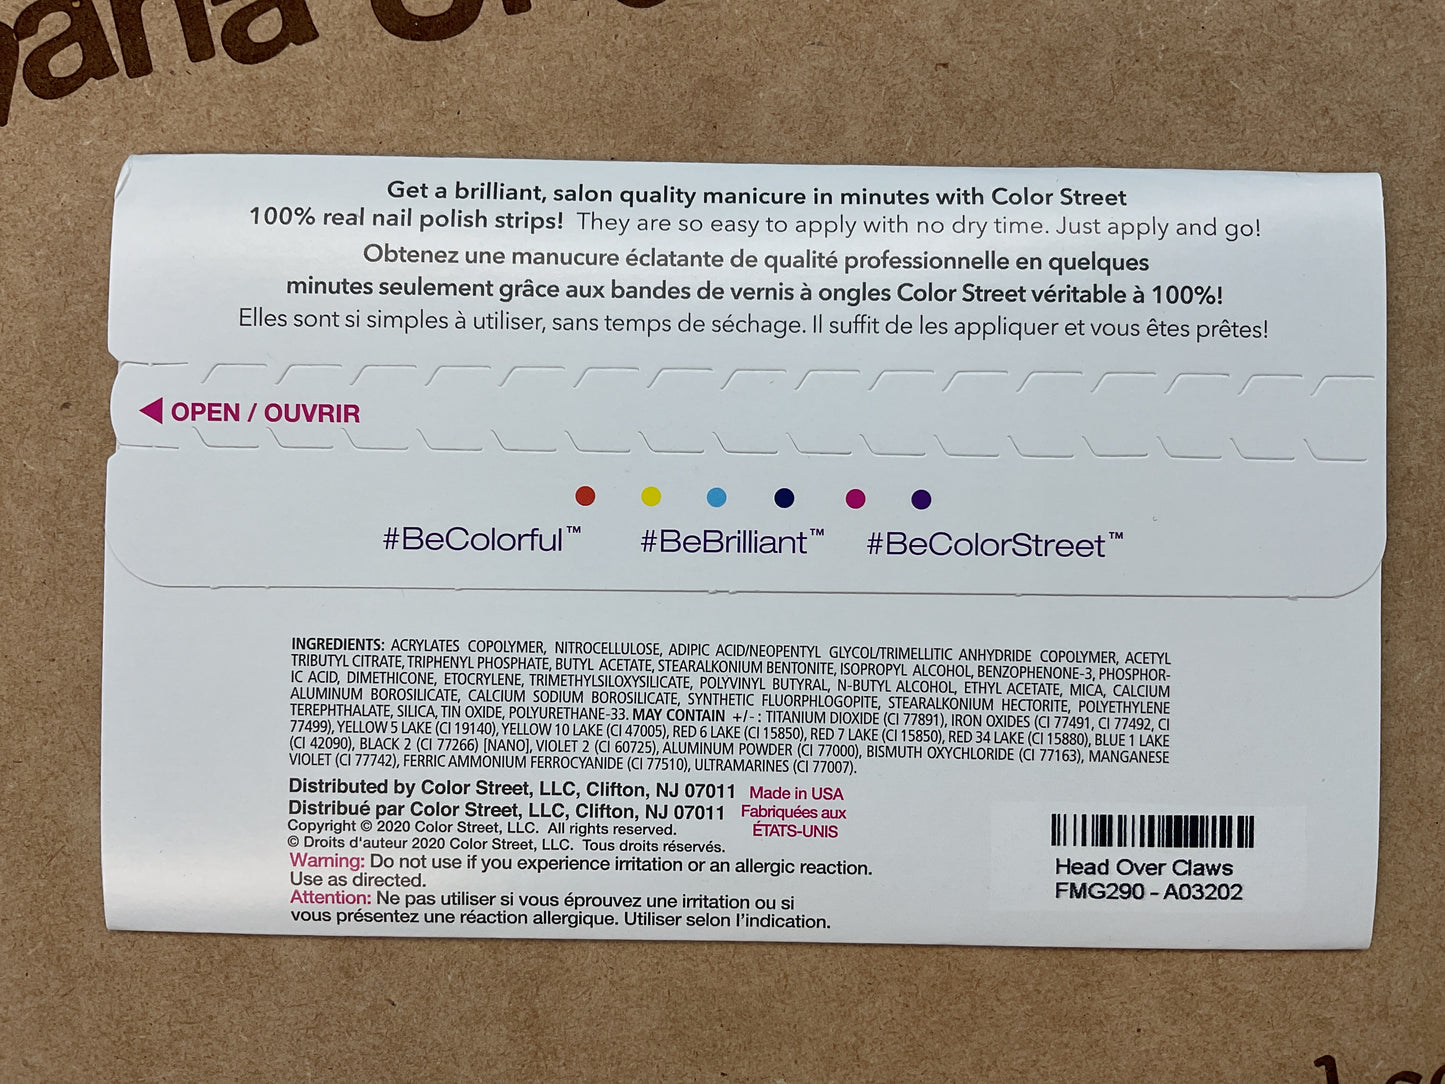 Get a brilliant, salon quality manicure in minutes with Color Street
100% real nail polish strips! They are so easy to apply with no dry time. Just apply and go!
Obtenez une manucure éclatante de qualité professionnelle en quelques
minutes seulement grâce aux bandes de vernis à ongles Color Street véritable à 100%!
Elles sont si simples à utiliser, sans temps de séchage. Il suffit de les appliquer et vous êtes prêtes!
OPEN / OUVRIR
#BeColorful™ #BeBrilliant™ #BeColorStreet™
INGREDIENTS: ACRYLATES COPOLYMER, NITROCELLULOSE, ADIPIC ACID/NEOPENTYL GLYCOL/TRIMELLITIC ANHYDRIDE COPOLYMER, ACETYL
TRIBUTYL CITRATE, TRIPHENYL PHOSPHATE, BUTYL ACETATE, STEARALKONIUM BENTONITE, ISOPROPYL ALCOHOL, BENZOPHENONE-3, PHOSPHOR-
IC ACID, DIMETHICONE, ETOCRYLENE, TRIMETHYLSILOXYSILICATE, POLYVINYL BUTYRAL, N-BUTYL ALCOHOL, ETHYL ACETATE, MICA, CALCIUM
ALUMINUM BOROSILICATE, CALCIUM SODIUM BOROSILICATE, SYNTHETIC FLUORPHLOGOPITE, STEARALKONIUM HECTORITE, POLYETHYLENE
TEREPHTHALATE, SILICA, TIN OXIDE, POLYURETHANE-33. MAY CONTAIN +/- : TITANIUM DIOXIDE (CI 77891), IRON OXIDES (CI 77491, CI 77492, CI
77499), YELLOW 5 LAKE (CI 19140), YELLOW 10 LAKE (CI 47005), RED 6 LAKE (CI 15850), RED 7 LAKE (CI 15850), RED 34 LAKE (CI 15880), BLUE 1 LAKE
(CI 42090), BLACK 2 (CI 77266) [NANO], VIOLET 2 (CI 60725), ALUMINUM POWDER (CI 77000), BISMUTH OXYCHLORIDE (CI 77163), MANGANESE
VIOLET (CI 77742), FERRIC AMMONIUM FERROCYANIDE (CI 77510), ULTRAMARINES (CI 77007).
Distributed by Color Street, LLC, Clifton, NJ 07011
Distribué par Color Street, LLC, Clifton, NJ 07011
Made in USA
Fabriquées aux
ÉTATS-UNIS
Copyright © 2020 Color Street, LLC. All rights reserved.
© Droits d'auteur 2020 Color Street, LLC. Tous droits réservés.
Warning: Do not use if you experience irritation or an allergic reaction.
Use as directed.
Attention: Ne pas utiliser si vous éprouvez une irritation ou si
vous présentez une réaction allergique. Utiliser selon l'indication.
Head Over Claws
FMG290 - A03202